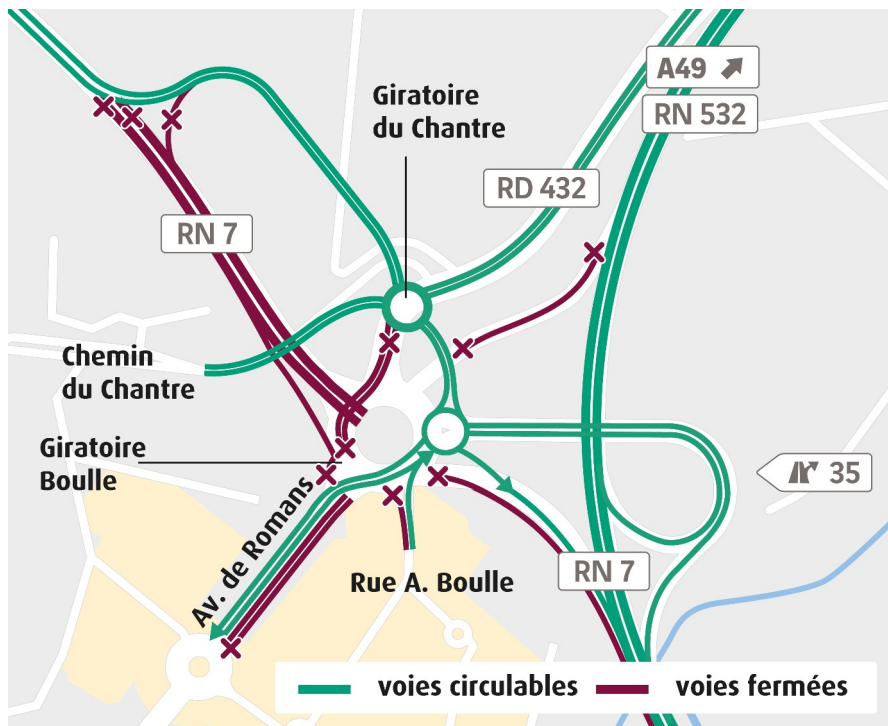 Giratoire
du Chantre
A49
RN 532
RD 432
RN 7
Chemin
du Chantre
Giratoire
Boulle
Av. de Romans
35
Rue A. Boulle
RN 7
voies circulables
voies fermées